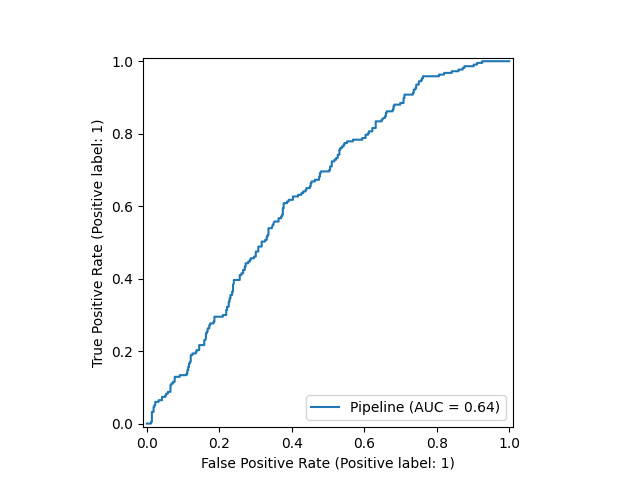 1.0
0.8
0.6
0.4
0.2
0.0
True Positive Rate (Positive label: 1)
Pipeline (AUC = 0.64)
0.0 0.2 0.4 0.6 0.8 1.0
False Positive Rate (Positive label: 1)